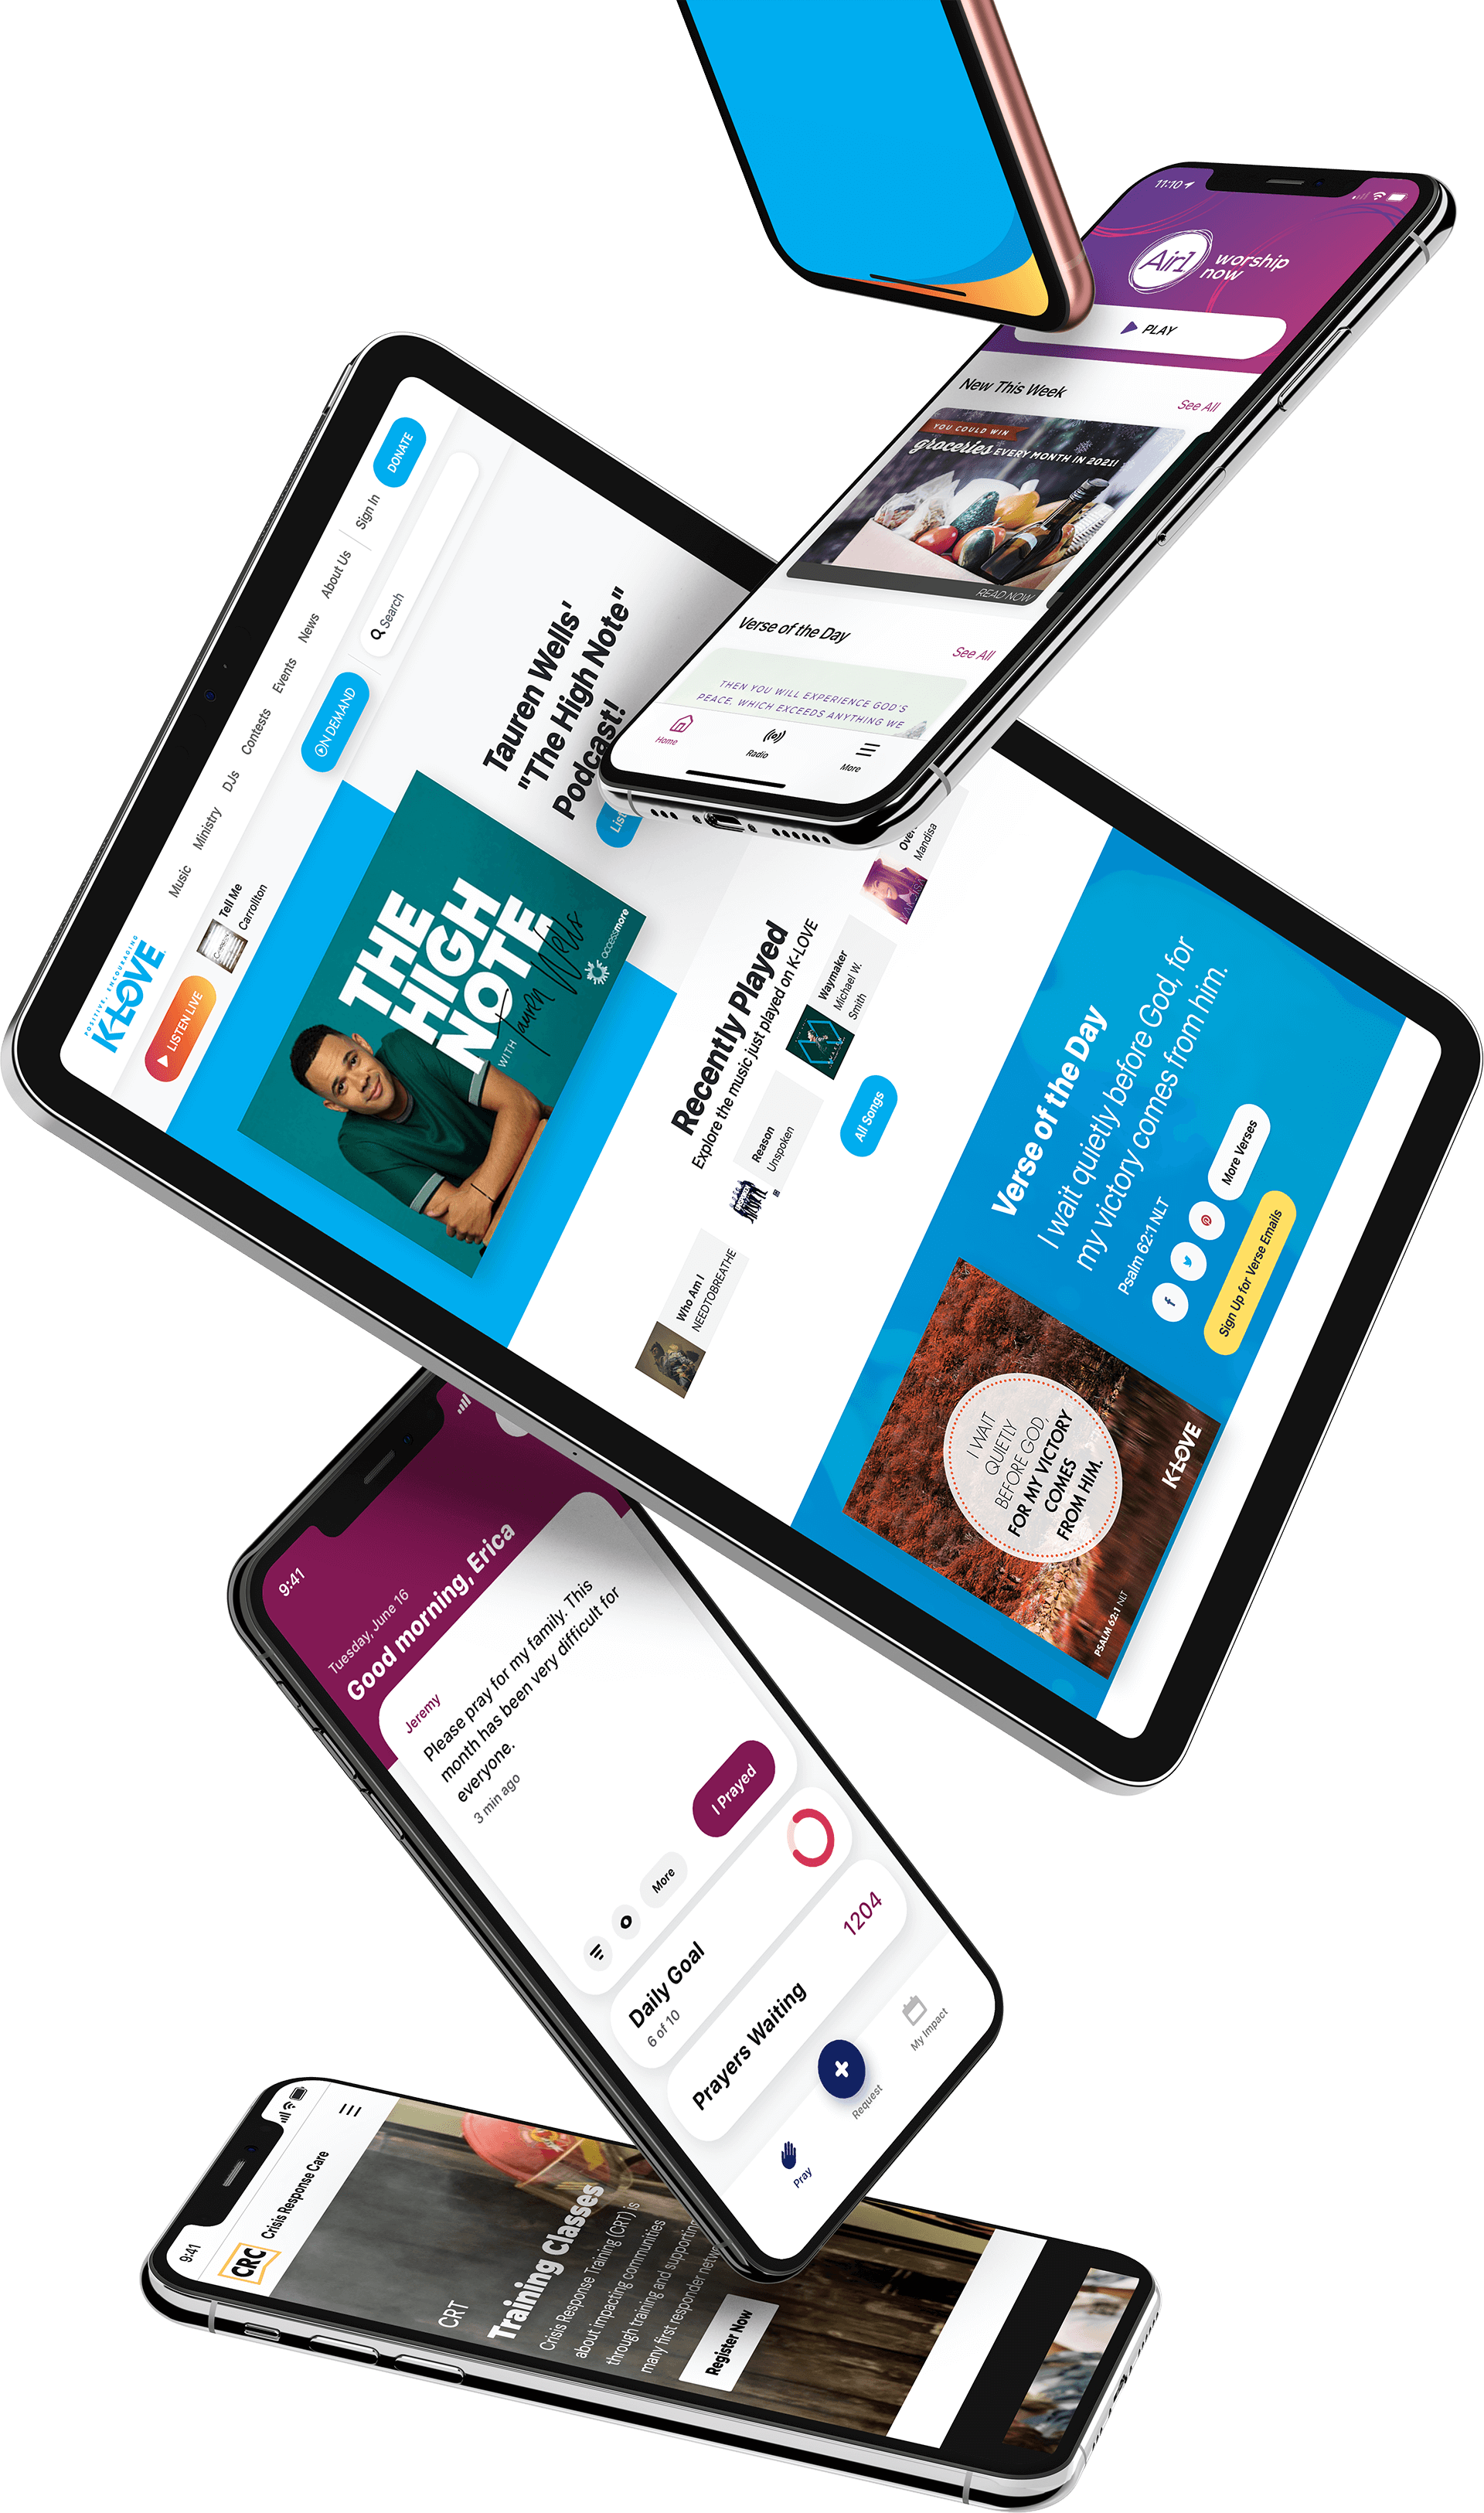 11:10
Air1 worship
now
PLAY
New This Week
See All
YOU COULD WIN
groceries EVERY MONTH IN 2021!
READ NOW
Verse of the Day
See All
THEN YOU WILL EXPERIENCE GOD'S
PEACE, WHICH EXCEEDS ANYTHING WE
Home
Radio
More
POSITIVE, ENCOURAGING
K-LOVE
Music
Ministry
DJs
Contests
Events
News
About Us
Sign In
DONATE
LISTEN LIVE
Tell Me
Carrollton
ON DEMAND
Search
THE
HIGH
NOTE
WITH Tauren Wells
accessmore
Tauren Wells'
"The High Note"
Podcast!
Recently Played
Explore the music just played on K-LOVE
Who Am I
NEEDTOBREATHE
Reason
Unspoken
Waymaker
Michael W.
Smith
Mandisa
All Songs
Verse of the Day
I wait quietly before God, for
my victory comes from him.
Psalm 62:1 NLT
More Verses
Sign Up for Verse Emails
I WAIT
QUIETLY
BEFORE GOD,
FOR MY VICTORY
COMES
FROM HIM.
PSALM 62:1 NLT
K-LOVE
9:41
Tuesday, June 16
Good morning, Erica
Jeremy
Please pray for my family. This
month has been very difficult for
everyone.
3 min ago
More
I Prayed
Daily Goal
6 of 10
Prayers Waiting
1204
Pray
Request
My Impact
9:41
CRC Crisis Response Care
CRT
Training Classes
Crisis Response Training (CRT) is
about impacting communities
through training and supporting
many first responder
Register Now